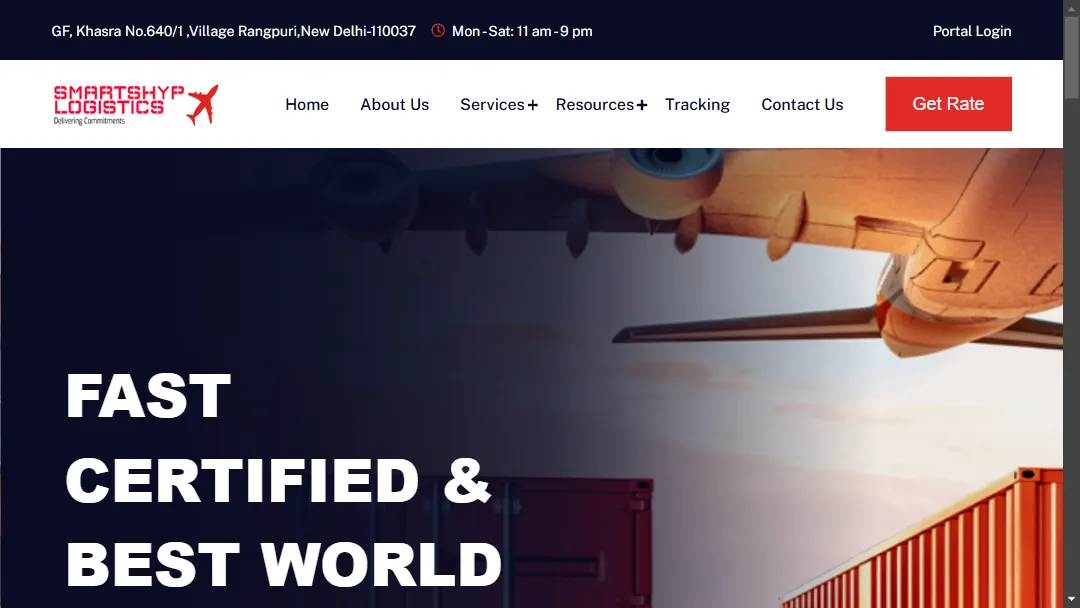 GF, Khasra No.640/1 ,Village Rangpuri,New Delhi-110037 Mon - Sat: 11 am - 9 pm Portal Login
SMARTSHYP
LOGISTICS
Delivering Commitments
Home About Us Services+ Resources+ Tracking Contact Us Get Rate
FAST
CERTIFIED &
BEST WORLD